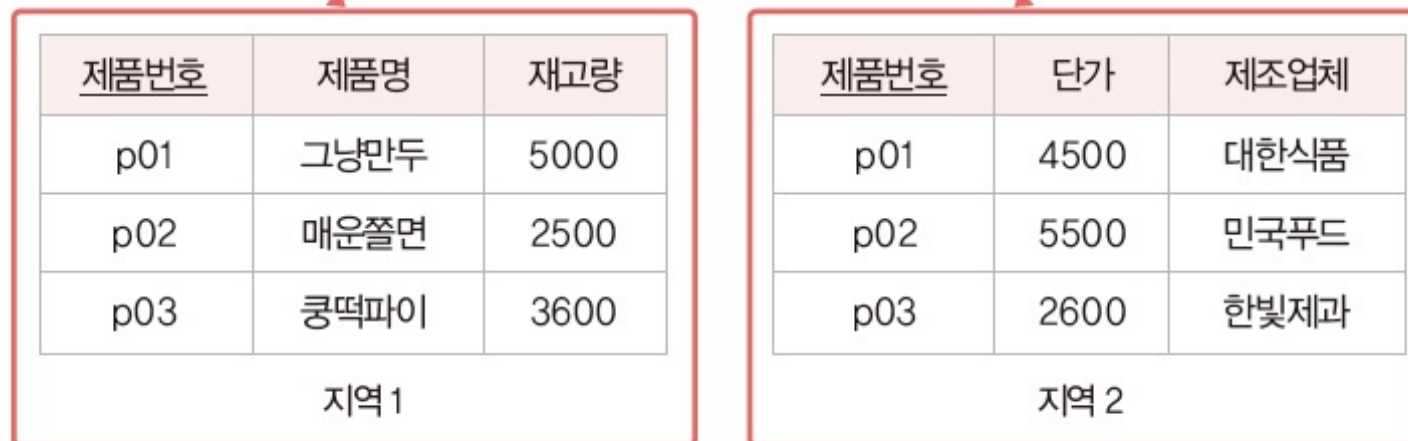 제품번호 제품명 재고량
p01 그냥만두 5000
p02 매운쫄면 2500
p03 쿵떡파이 3600
지역 1
제품번호 단가 제조업체
p01 4500 대한식품
p02 5500 민국푸드
p03 2600 한빛제과
지역 2